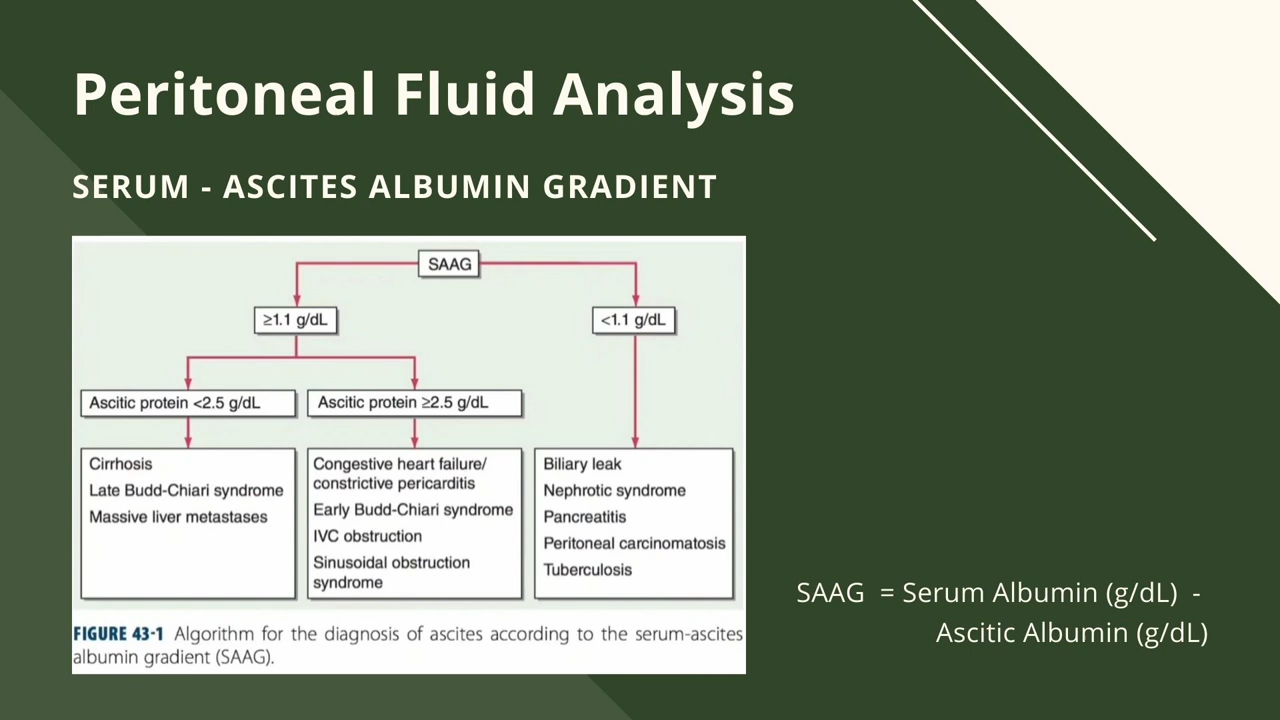 Peritoneal Fluid Analysis
SERUM - ASCITES ALBUMIN GRADIENT
SAAG
≥1.1 g/dL
<1.1 g/dL
Ascitic protein <2.5 g/dL
Ascitic protein ≥2.5 g/dL
Cirrhosis
Late Budd-Chiari syndrome
Massive liver metastases
Congestive heart failure/
constrictive pericarditis
Early Budd-Chiari syndrome
IVC obstruction
Sinusoidal obstruction
syndrome
Biliary leak
Nephrotic syndrome
Pancreatitis
Peritoneal carcinomatosis
Tuberculosis
FIGURE 43-1 Algorithm for the diagnosis of ascites according to the serum-ascites
albumin gradient (SAAG).
SAAG = Serum Albumin (g/dL) -
Ascitic Albumin (g/dL)